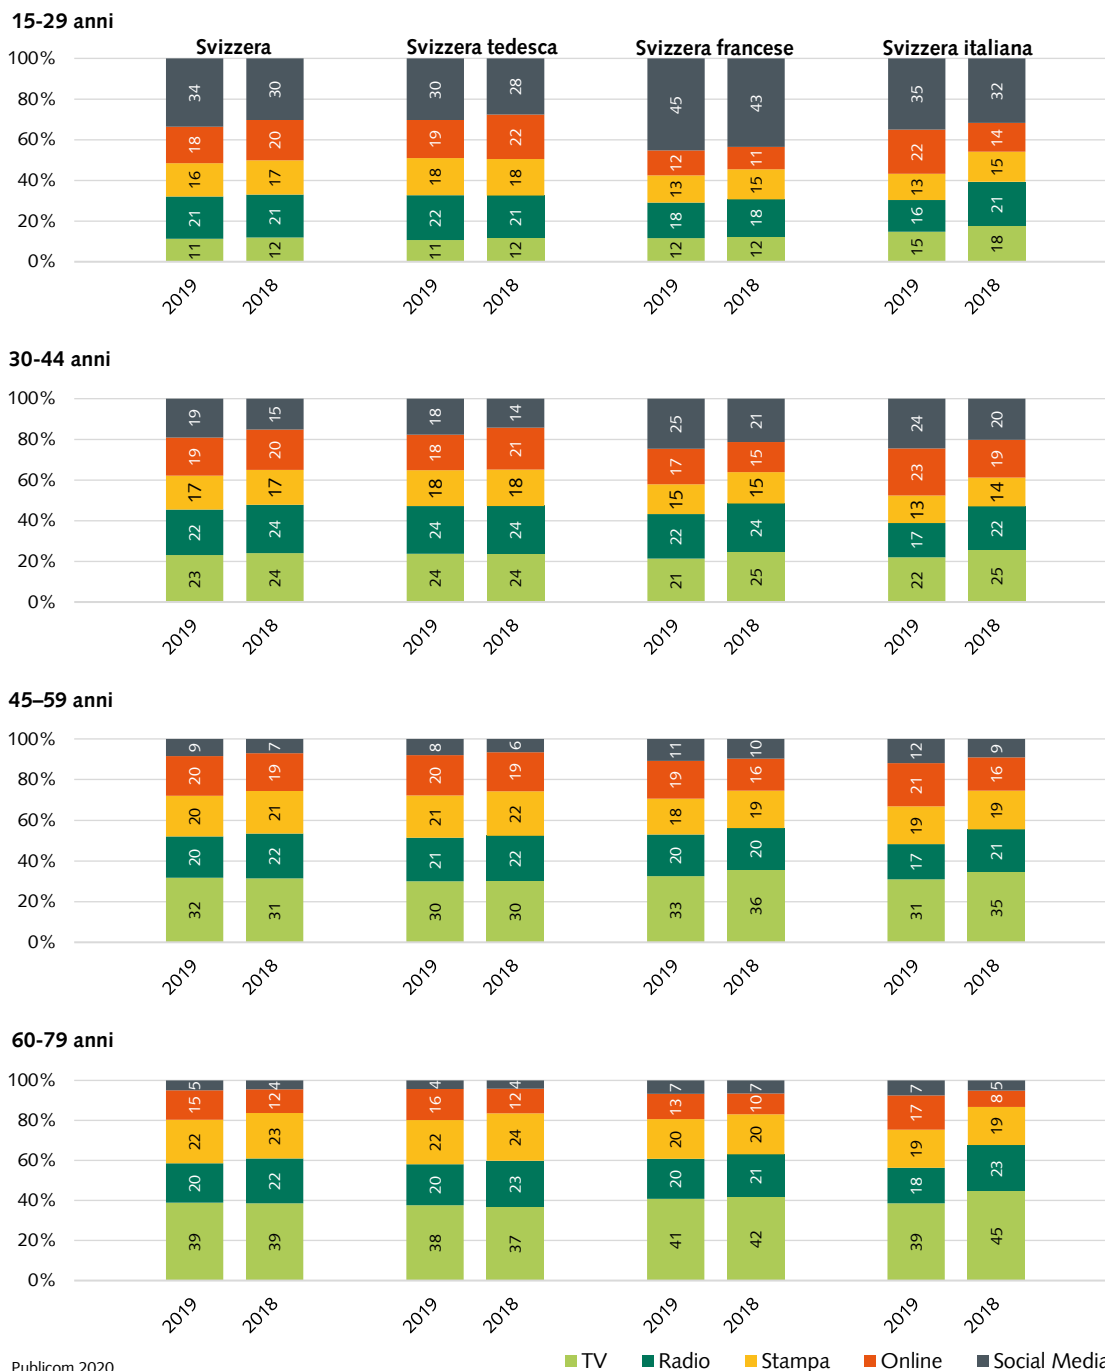 15-29 anni
Svizzera Svizzera tedesca Svizzera francese Svizzera italiana
100%
80%
60%
40%
20%
0%
34 30 30 28 45 43 35 32
18 20 19 22 12 11 22 14
16 17 18 18 13 15 13 15
21 21 22 21 18 18 16 21
11 12 11 12 12 12 15 18
2019 2018 2019 2018 2019 2018 2019 2018
30-44 anni
100%
80%
60%
40%
20%
0%
19 15 18 14 25 21 24 20
19 20 18 21 17 15 23 19
17 17 18 18 15 15 13 14
22 24 24 24 22 24 17 22
23 24 24 24 21 25 22 25
2019 2018 2019 2018 2019 2018 2019 2018
45–59 anni
100%
80%
60%
40%
20%
0%
9 7 8 6 11 10 12 9
20 19 20 19 19 16 21 16
20 21 21 22 18 19 19 19
20 22 21 22 20 20 17 21
32 31 30 30 33 36 31 35
2019 2018 2019 2018 2019 2018 2019 2018
60-79 anni
100%
80%
60%
40%
20%
0%
5 4 4 4 7 7 7 5
15 12 16 12 13 10 17 8
22 23 22 24 20 20 19 19
20 22 20 23 20 21 18 23
39 39 38 37 41 42 39 45
2019 2018 2019 2018 2019 2018 2019 2018
Publicom 2020
TV Radio Stampa Online Social Media